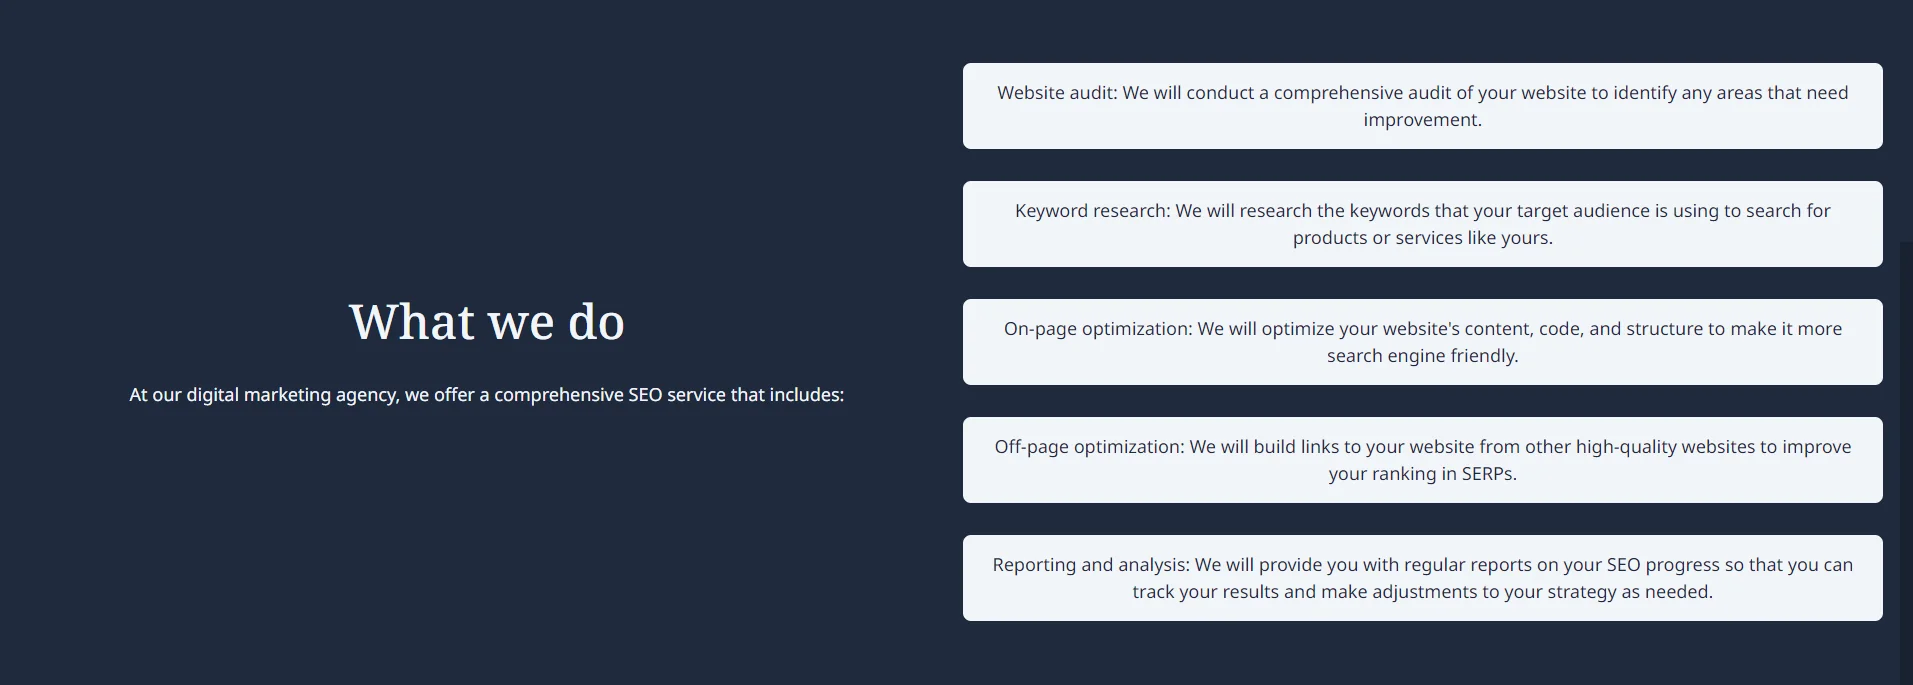 What we do
At our digital marketing agency, we offer a comprehensive SEO service that includes:
Website audit: We will conduct a comprehensive audit of your website to identify any areas that need
improvement.
Keyword research: We will research the keywords that your target audience is using to search for
products or services like yours.
On-page optimization: We will optimize your website's content, code, and structure to make it more
search engine friendly.
Off-page optimization: We will build links to your website from other high-quality websites to improve
your ranking in SERPs.
Reporting and analysis: We will provide you with regular reports on your SEO progress so that you can
track your results and make adjustments to your strategy as needed.